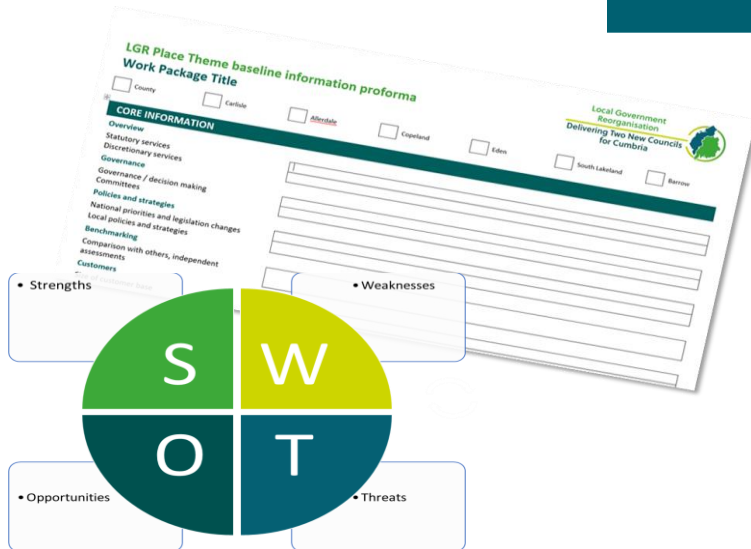 LGR Place Theme baseline information proforma
Work Package Title
Local Government
Reorganisation
Delivering Two New Councils
for Cumbria
County
Carlisle
Allerdale
Copeland
Eden
South Lakeland
Barrow
CORE INFORMATION
Overview
Statutory services
Discretionary services
Governance
Governance / decision making
Committees
Policies and strategies
National priorities and legislation changes
Local policies and strategies
Benchmarking
Comparison with others, independent
assessments
Customers
• Strengths
• Weaknesses
S W
O T
• Opportunities
• Threats